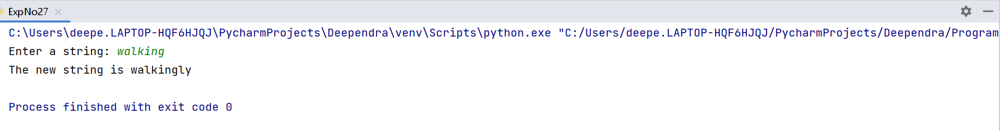 ExpNo27
C:\Users\deepe.LAPTOP-HQF6HJQJ\PycharmProjects\Deependra\venv\Scripts\python.exe "C:/Users/deepe.LAPTOP-HQF6HJQJ/PycharmProjects/Deependra/Program
Enter a string: walking
The new string is walkingly
Process finished with exit code 0